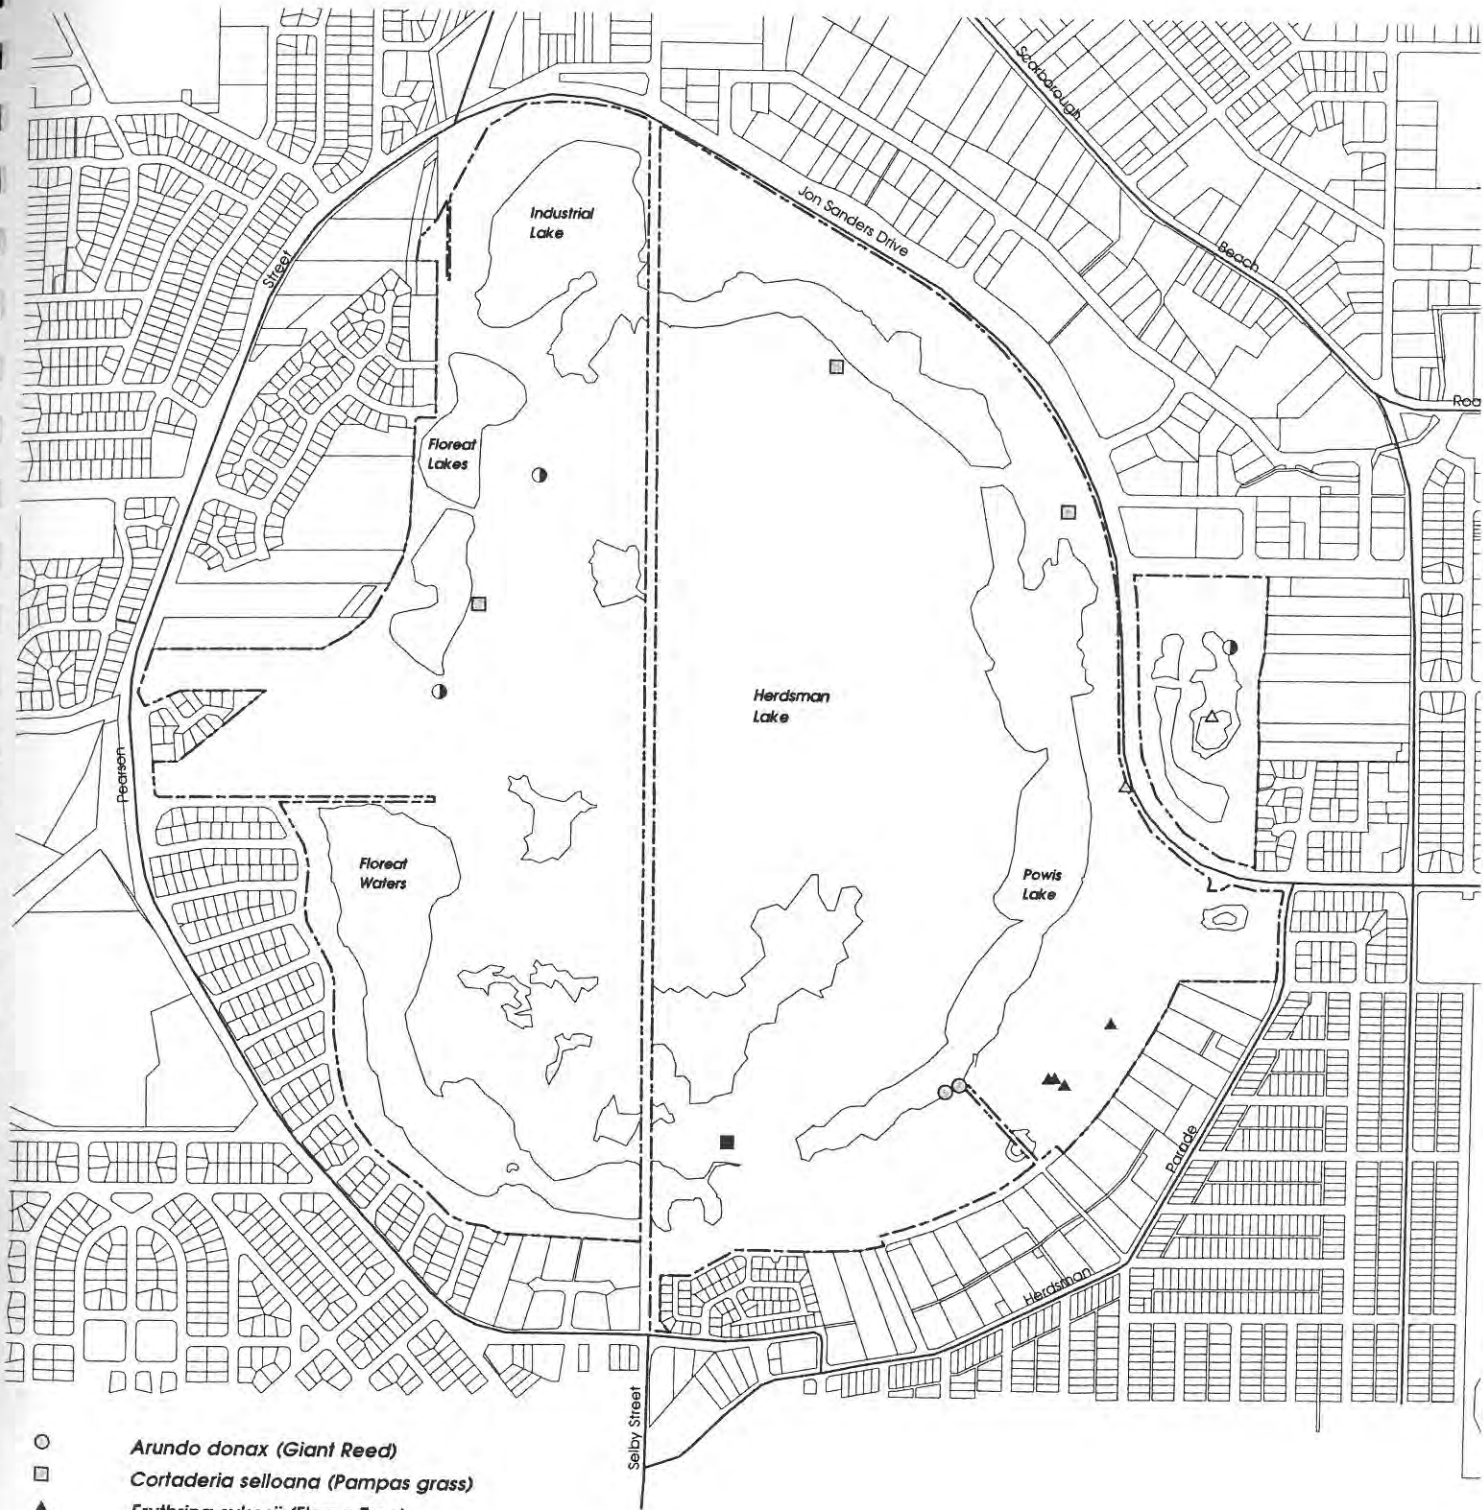 Scarborough
Beach
Road
Jon Sanders Drive
Industrial
Lake
Street
Floreat
Lakes
Herdsman
Lake
Pearson
Floreat
Waters
Powis
Lake
Parade
Herdsman
Selby Street
Arundo donax (Giant Reed)
Cortaderia selloana (Pampas grass)